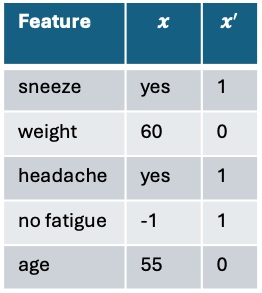 Feature x x′
sneeze yes 1
weight 60 0
headache yes 1
no fatigue -1 1
age 55 0